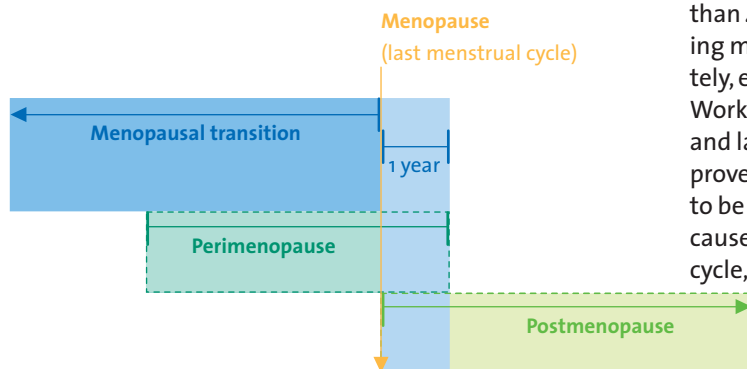 Menopause
(last menstrual cycle)
Menopausal transition
1 year
Perimenopause
Postmenopause
than
ing m
tely, e
Work
and la
prove
to be
cause
cycle,